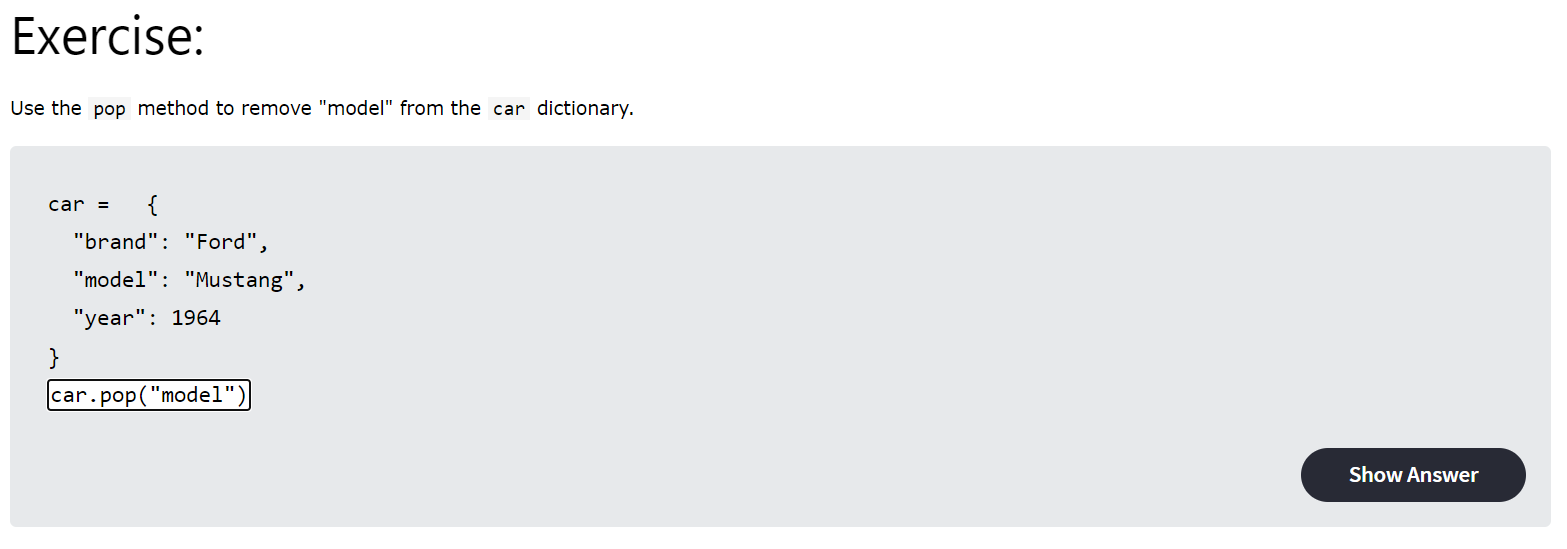 Exercise:
Use the pop method to remove "model" from the car dictionary.
car =   {
  "brand": "Ford",
  "model": "Mustang",
  "year": 1964
}
car.pop("model")
Show Answer